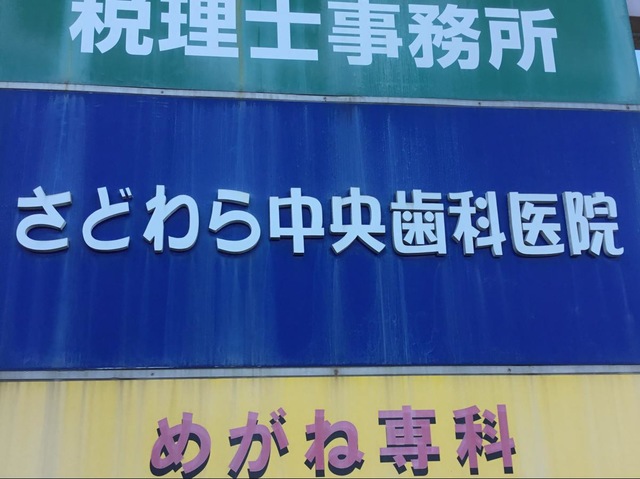 税理士事務所
さどわら中央歯科医院
めがね専科